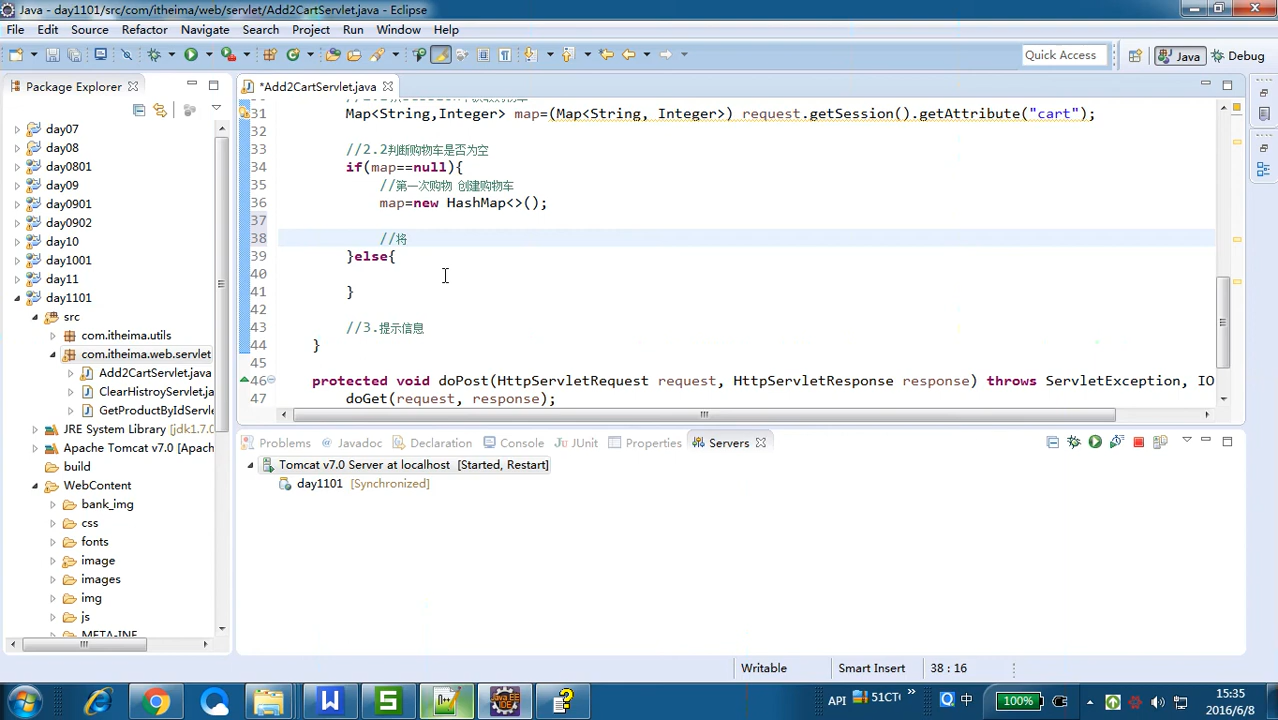 Java - day1101/src/com/itheima/web/servlet/Add2CartServlet.java - Eclipse
File Edit Source Refactor Navigate Search Project Run Window Help
Quick Access
Java
Debug
Package Explorer
*Add2CartServlet.java
day07
day08
day0801
day09
day0901
day0902
day10
day1001
day11
day1101
src
com.itheima.utils
com.itheima.web.servlet
Add2CartServlet.java
ClearHistroyServlet.ja
GetProductByIdServle
JRE System Library [jdk1.7.0
Apache Tomcat v7.0 [Apach
build
WebContent
bank_img
css
fonts
image
images
img
js
META-INF
31 Map<String,Integer> map=(Map<String, Integer>) request.getSession().getAttribute("cart");
32
33 //2.2判断购物车是否为空
34 if(map==null){
35 //第一次购物 创建购物车
36 map=new HashMap<>();
37
38 //将
39 }else{
40
41 }
42
43 //3.提示信息
44 }
45
46 protected void doPost(HttpServletRequest request, HttpServletResponse response) throws ServletException, IO
47 doGet(request, response);
Problems Javadoc Declaration Console JUnit Properties Servers
Tomcat v7.0 Server at localhost [Started, Restart]
day1101 [Synchronized]
Writable
Smart Insert
38 : 16
API
51CTi
中
100%
15:35
2016/6/8